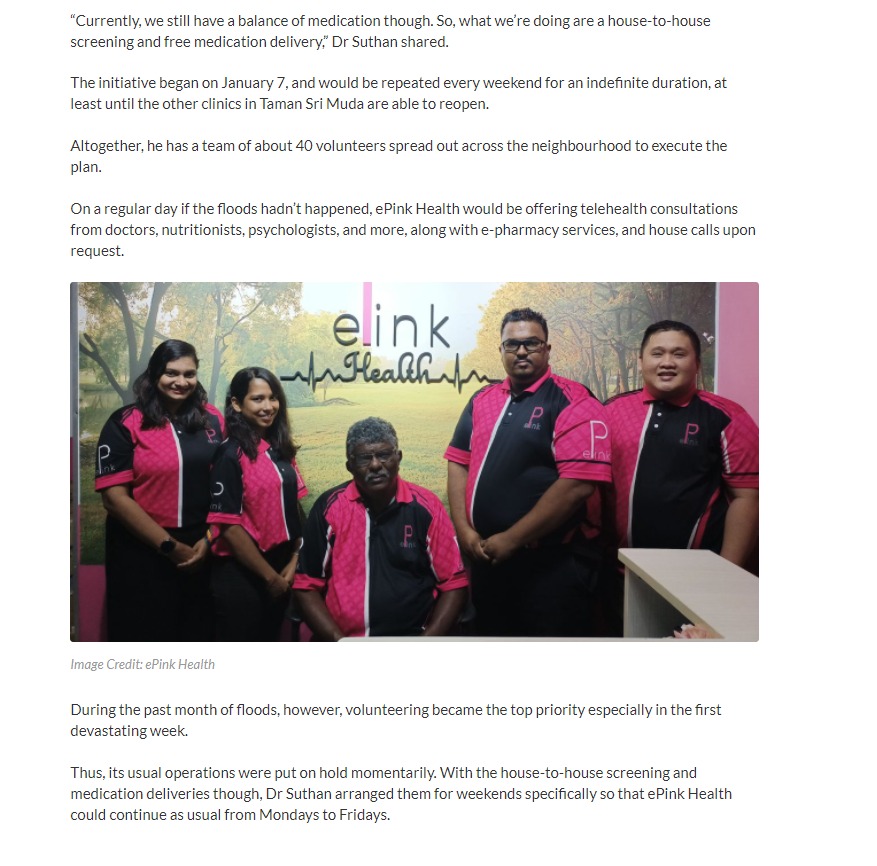 “Currently, we still have a balance of medication though. So, what we’re doing are a house-to-house
screening and free medication delivery,” Dr Suthan shared.
The initiative began on January 7, and would be repeated every weekend for an indefinite duration, at
least until the other clinics in Taman Sri Muda are able to reopen.
Altogether, he has a team of about 40 volunteers spread out across the neighbourhood to execute the
plan.
On a regular day if the floods hadn’t happened, ePink Health would be offering telehealth consultations
from doctors, nutritionists, psychologists, and more, along with e-pharmacy services, and house calls upon
request.
elink
Health
P
nk
P
P
elink
P
elink
P
elink
Image Credit: ePink Health
During the past month of floods, however, volunteering became the top priority especially in the first
devastating week.
Thus, its usual operations were put on hold momentarily. With the house-to-house screening and
medication deliveries though, Dr Suthan arranged them for weekends specifically so that ePink Health
could continue as usual from Mondays to Fridays.